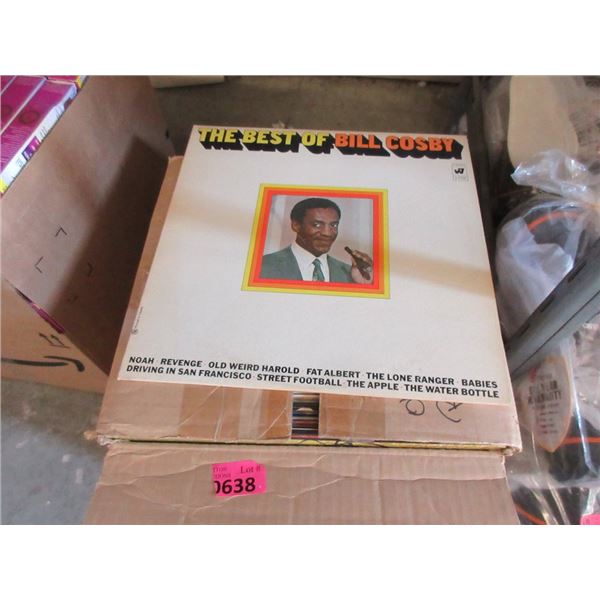 THE BEST OF BILL COSBY
W
NOAH · REVENGE · OLD WEIRD HAROLD · FAT ALBERT · THE LONE RANGER · BABIES
DRIVING IN SAN FRANCISCO · STREET FOOTBALL · THE APPLE · THE WATER BOTTLE
Lot #
0638